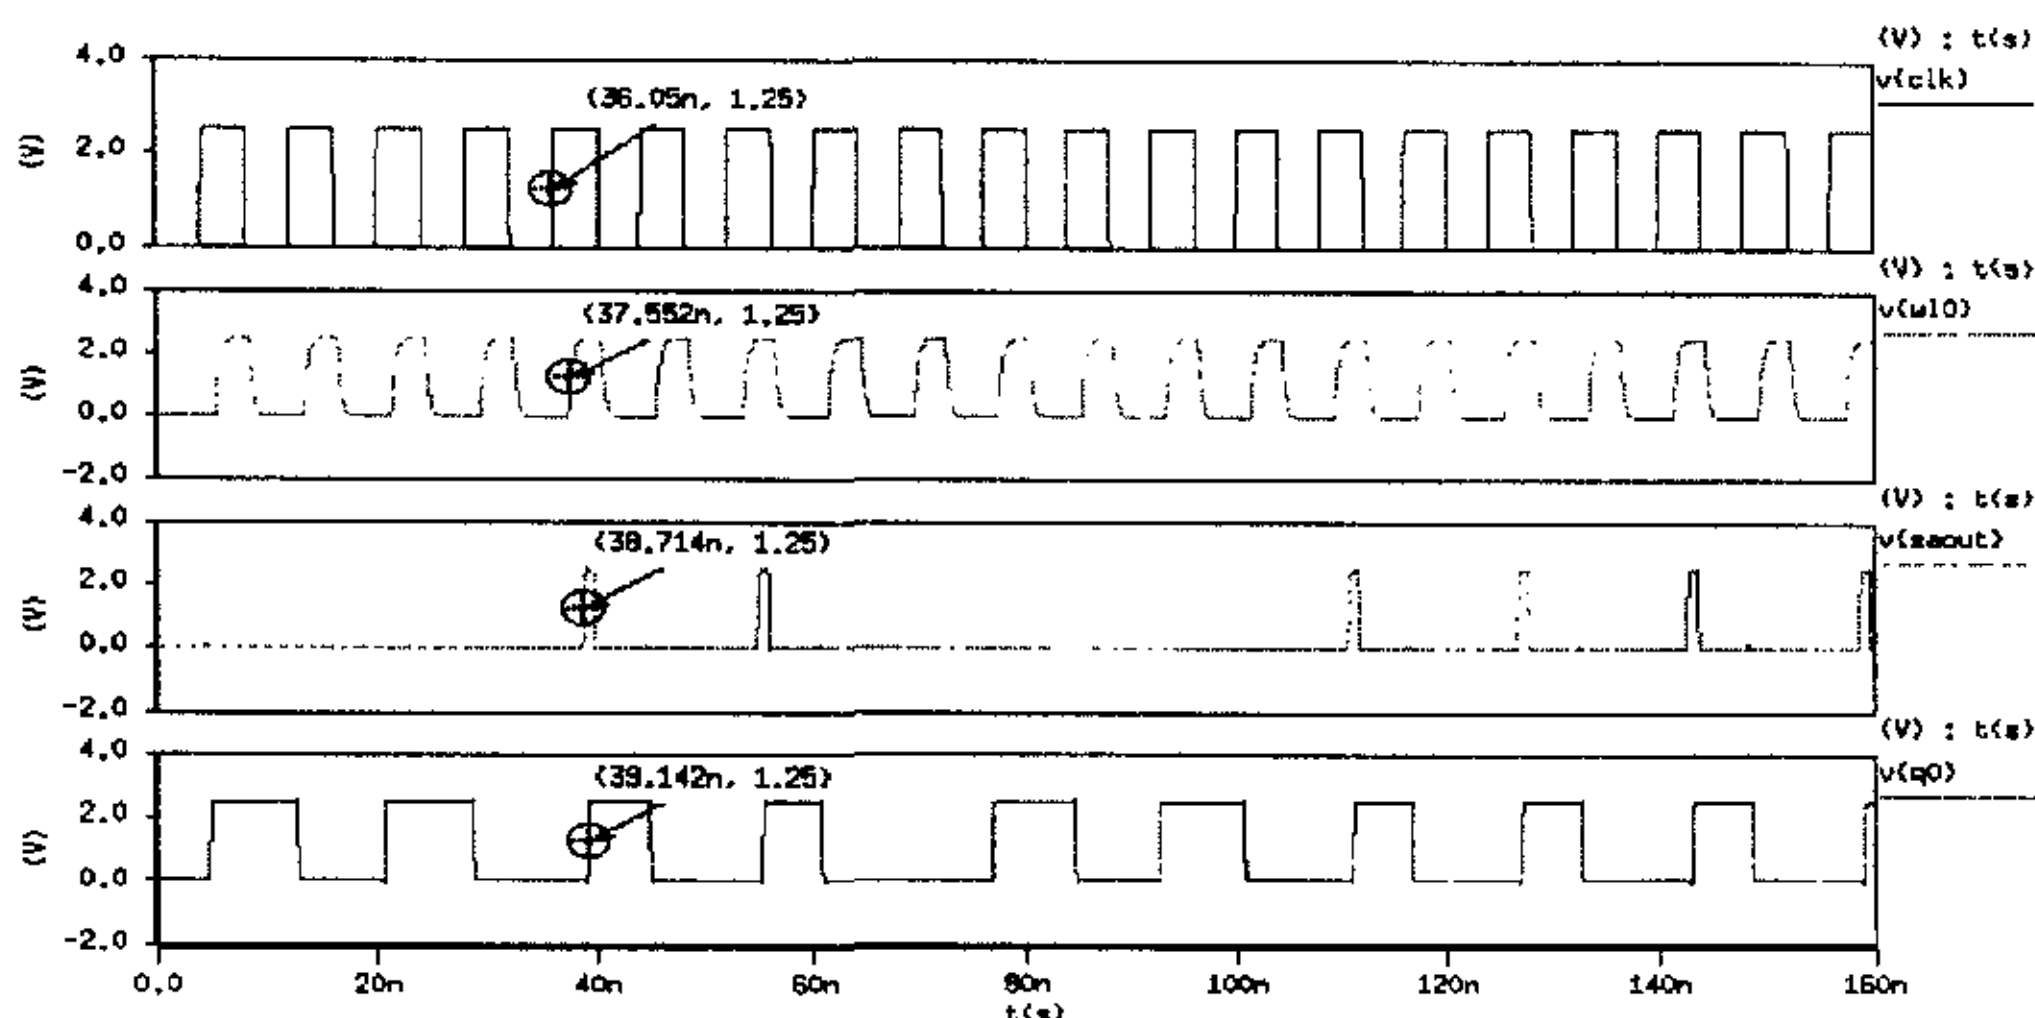 (V) : t(s)
4.0
v(clk)
(36.05n, 1.25)
(V)
2.0
0.0
(V) : t(s)
4.0
v(wl0)
(37.552n, 1.25)
2.0
(V)
0.0
-2.0
(V) : t(s)
4.0
v(saout)
(38.714n, 1.25)
2.0
(V)
0.0
-2.0
(V) : t(s)
4.0
v(q0)
(39.142n, 1.25)
2.0
(V)
0.0
-2.0
0.0 20n 40n 60n 80n 100n 120n 140n 160n
t(s)